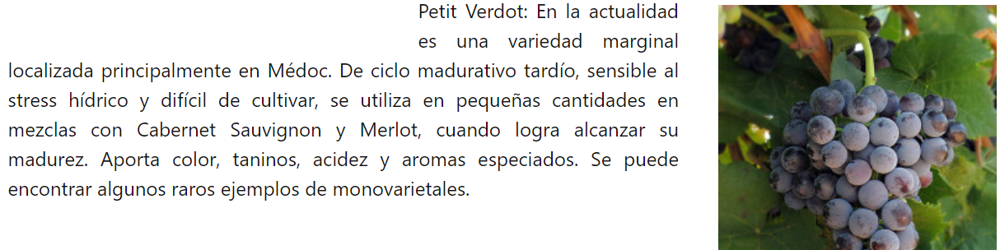 Petit Verdot: En la actualidad
es una variedad marginal
localizada principalmente en Médoc. De ciclo madurativo tardío, sensible al
stress hídrico y difícil de cultivar, se utiliza en pequeñas cantidades en
mezclas con Cabernet Sauvignon y Merlot, cuando logra alcanzar su
madurez. Aporta color, taninos, acidez y aromas especiados. Se puede
encontrar algunos raros ejemplos de monovarietales.